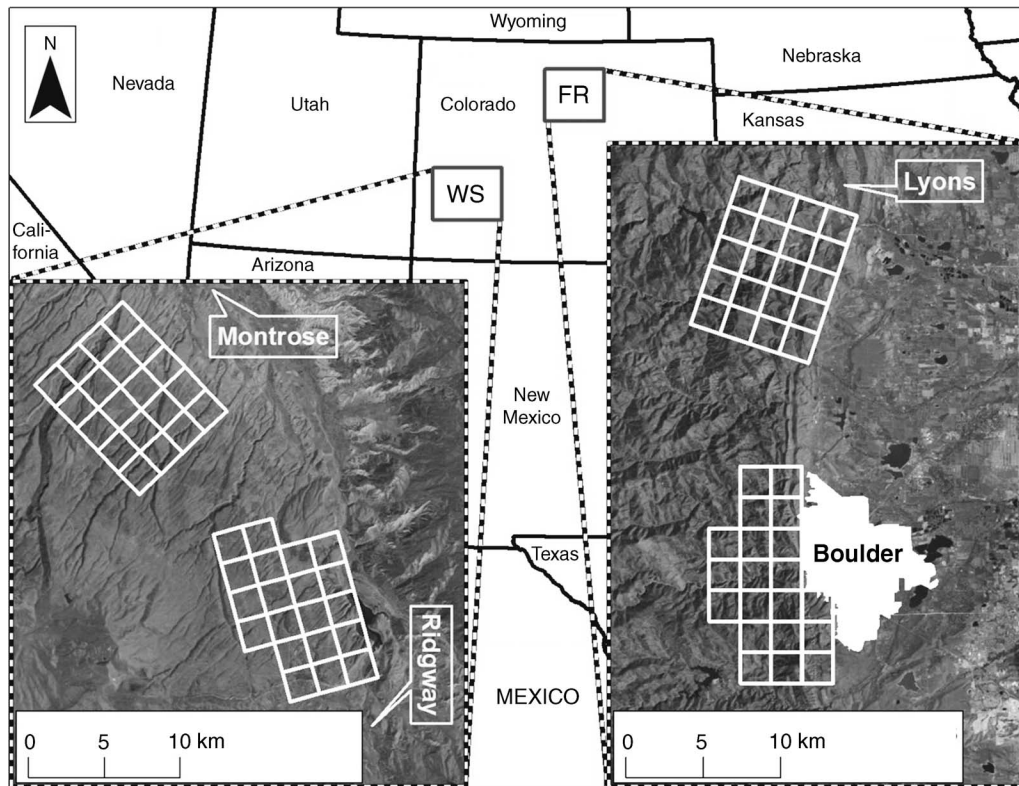 Wyoming
N
Nebraska
Nevada
Utah
Colorado
FR
Kansas
WS
Lyons
Cali-
fornia
Arizona
Montrose
New
Mexico
Texas
Boulder
Ridgway
MEXICO
0 5 10 km
0 5 10 km